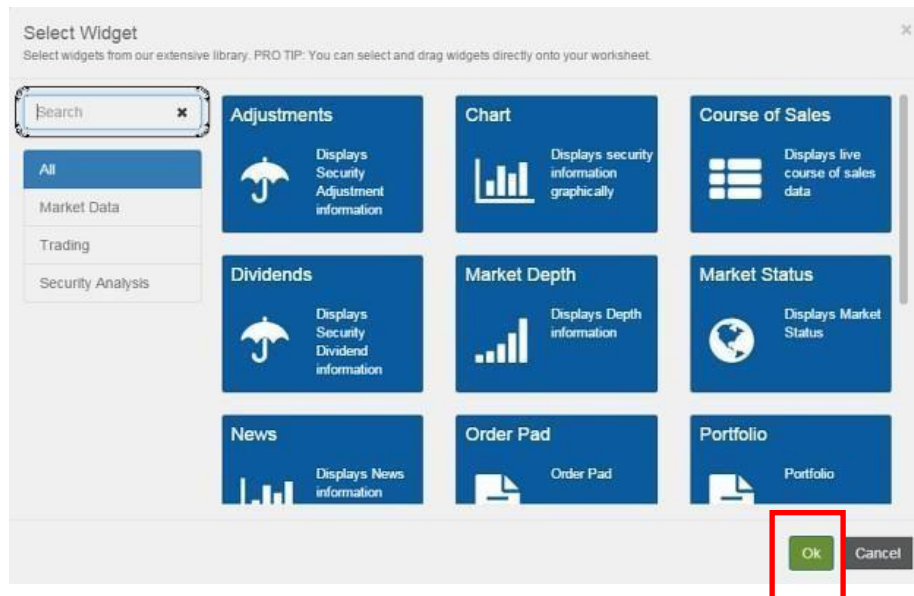 Select Widget
Select widgets from our extensive library. PRO TIP: You can select and drag widgets directly onto your worksheet.
Search
All
Market Data
Trading
Security Analysis
Adjustments
Displays
Security
Adjustment
information
Chart
Displays security
information
graphically
Course of Sales
Displays live
course of sales
data
Dividends
Displays
Security
Dividend
information
Market Depth
Displays Depth
information
Market Status
Displays Market
Status
News
Displays News
information
Order Pad
Order Pad
Portfolio
Portfolio
Ok
Cancel